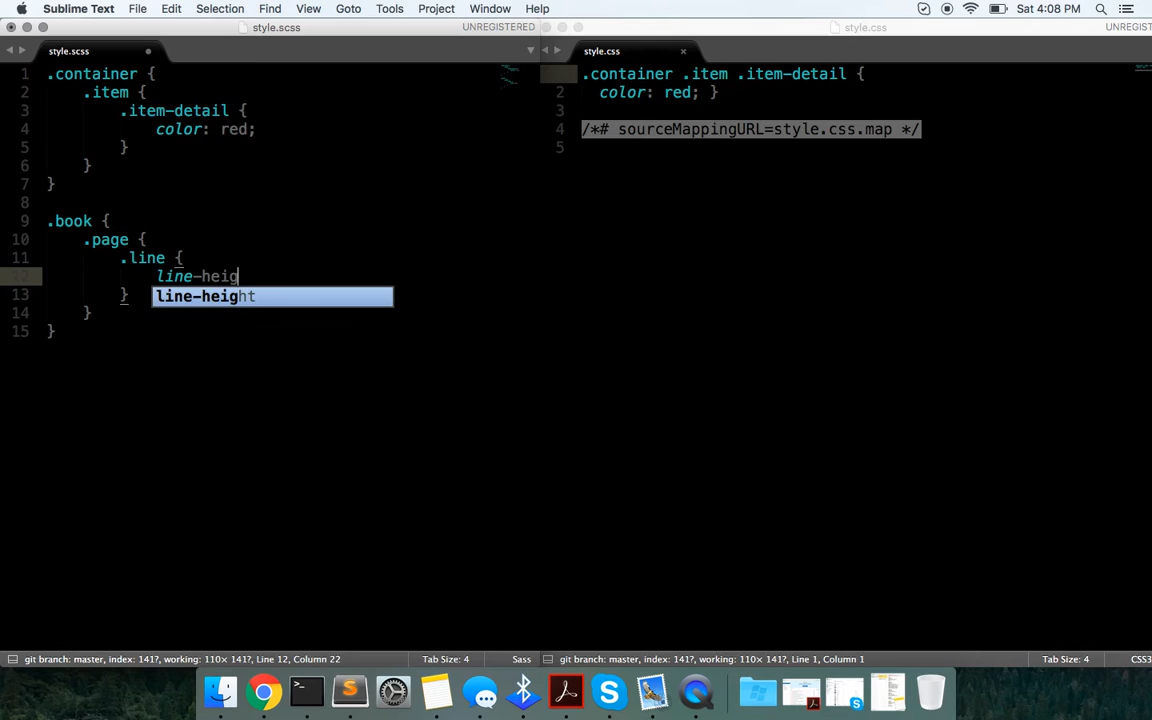 Sublime Text File Edit Selection Find View Goto Tools Project Window Help Sat 4:08 PM
style.scss UNREGISTERED style.css UNREGIST
style.scss style.css
1 .container {
2 .item {
3 .item-detail {
4 color: red;
5 }
6 }
7 }
8
9 .book {
10 .page {
11 .line {
12 line-heig
line-height
13 }
14 }
15 }
.container .item .item-detail {
2 color: red; }
3
4 /*# sourceMappingURL=style.css.map */
5
git branch: master, index: 141?, working: 110× 141?, Line 12, Column 22 Tab Size: 4 Sass
git branch: master, index: 141?, working: 110× 141?, Line 1, Column 1 Tab Size: 4 CSS3